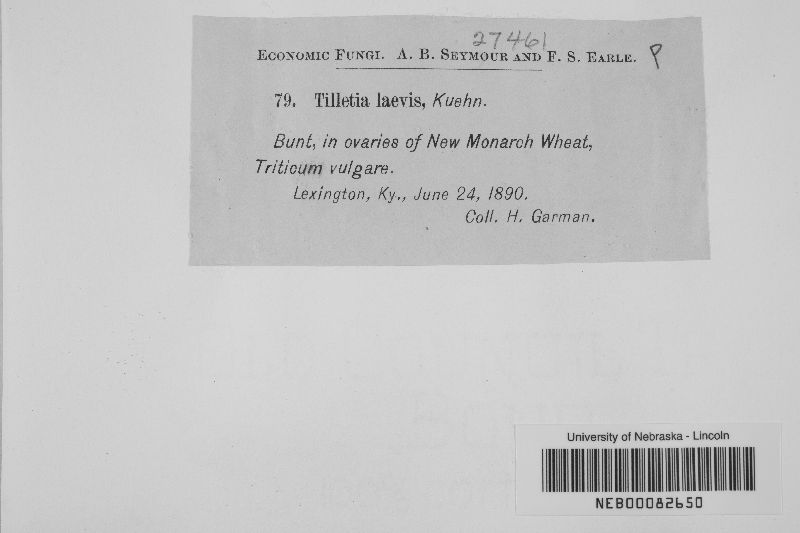 27461
ECONOMIC FUNGI. A. B. SEYMOUR AND F. S. EARLE. P
79. Tilletia laevis, Kuehn.
Bunt, in ovaries of New Monarch Wheat,
Triticum vulgare.
Lexington, Ky., June 24, 1890.
Coll. H. Garman.
University of Nebraska - Lincoln
NEB00082650